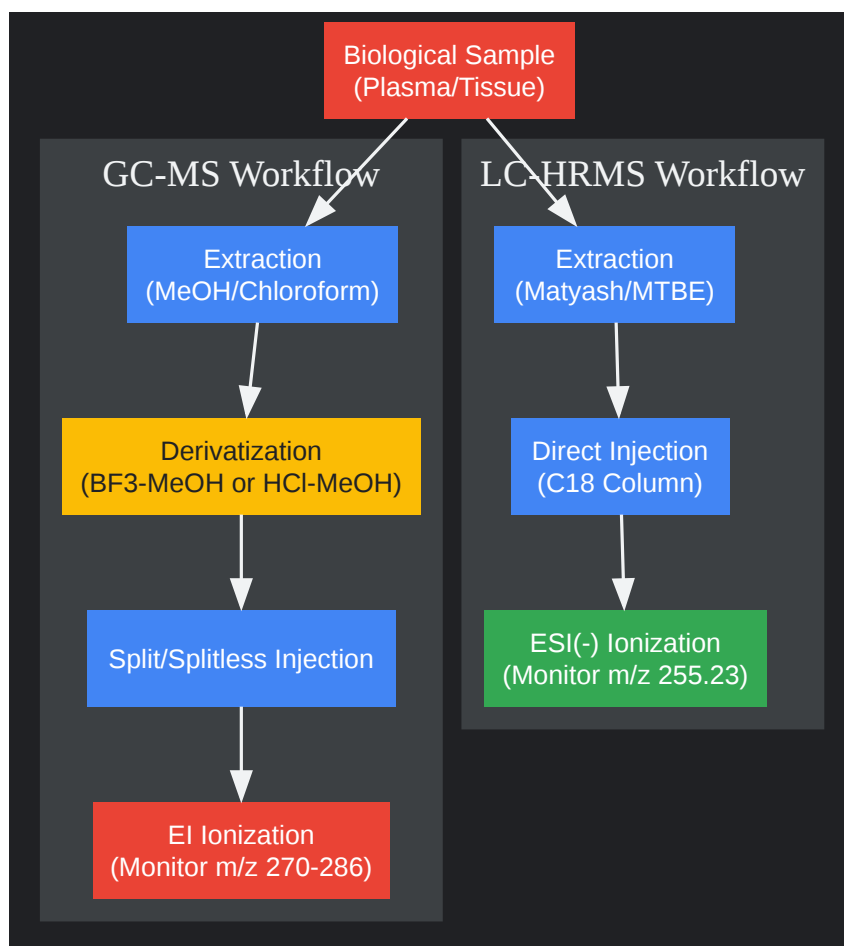 Biological Sample
(Plasma/Tissue)
GC-MS Workflow
Extraction
(MeOH/Chloroform)
Derivatization
(BF3-MeOH or HCl-MeOH)
Split/Splitless Injection
EI Ionization
(Monitor m/z 270-286)
LC-HRMS Workflow
Extraction
(Matyash/MTBE)
Direct Injection
(C18 Column)
ESI(-) Ionization
(Monitor m/z 255.23)